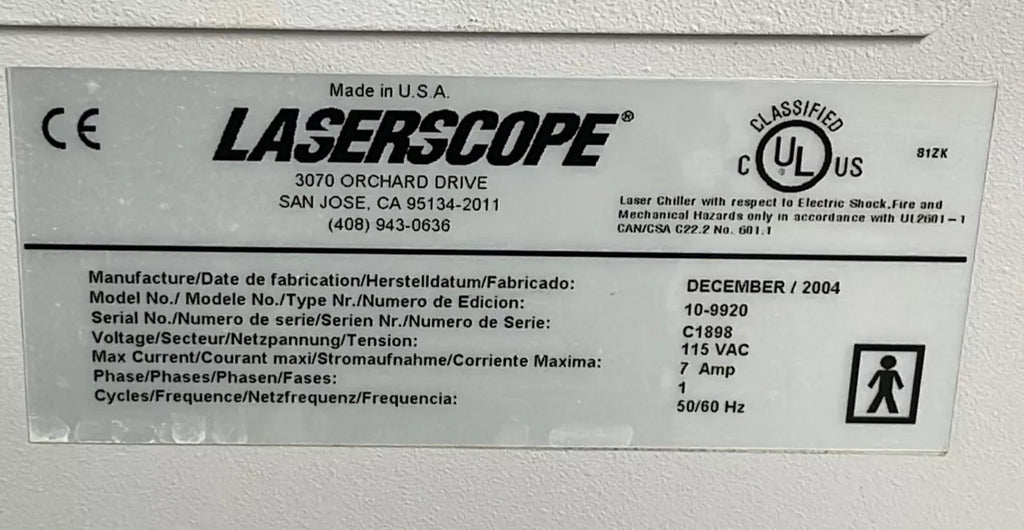 CE
Made in U.S.A.
LASERSCOPE®
3070 ORCHARD DRIVE
SAN JOSE, CA 95134-2011
(408) 943-0636
CLASSIFIED
C UL® US
81ZK
Laser Chiller with respect to Electric Shock,Fire and
Mechanical Hazards only in accordance with UL2601-1
CAN/CSA C22.2 No. 601.1
Manufacture/Date de fabrication/Herstelldatum/Fabricado: DECEMBER / 2004
Model No./ Modele No./Type Nr./Numero de Edicion: 10-9920
Serial No./Numero de serie/Serien Nr./Numero de Serie: C1898
Voltage/Secteur/Netzpannung/Tension: 115 VAC
Max Current/Courant maxi/Stromaufnahme/Corriente Maxima: 7 Amp
Phase/Phases/Phasen/Fases: 1
Cycles/Frequence/Netzfrequenz/Frequencia: 50/60 Hz